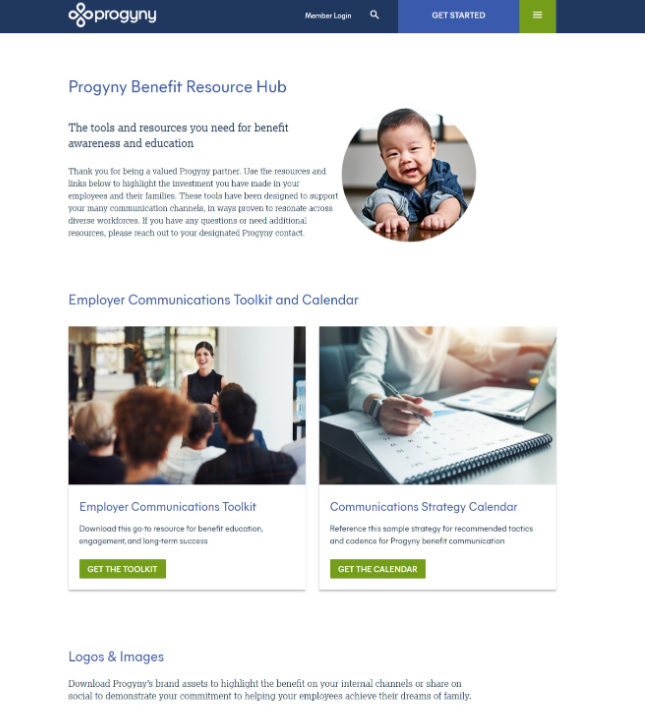 progyny
Member Login
GET STARTED
Progyny Benefit Resource Hub
The tools and resources you need for benefit
awareness and education
Thank you for being a valued Progyny partner. Use the resources and
links below to highlight the investment you have made in your
employees and their families. These tools have been designed to support
your many communication channels, in ways proven to resonate across
diverse workforces. If you have any questions or need additional
resources, please reach out to your designated Progyny contact.
Employer Communications Toolkit and Calendar
Employer Communications Toolkit
Download this go-to resource for benefit education,
engagement, and long-term success
GET THE TOOLKIT
Communications Strategy Calendar
Reference this sample strategy for recommended tactics
and cadence for Progyny benefit communication
GET THE CALENDAR
Logos & Images
Download Progyny's brand assets to highlight the benefit on your internal channels or share on
social to demonstrate your commitment to helping your employees achieve their dreams of family.